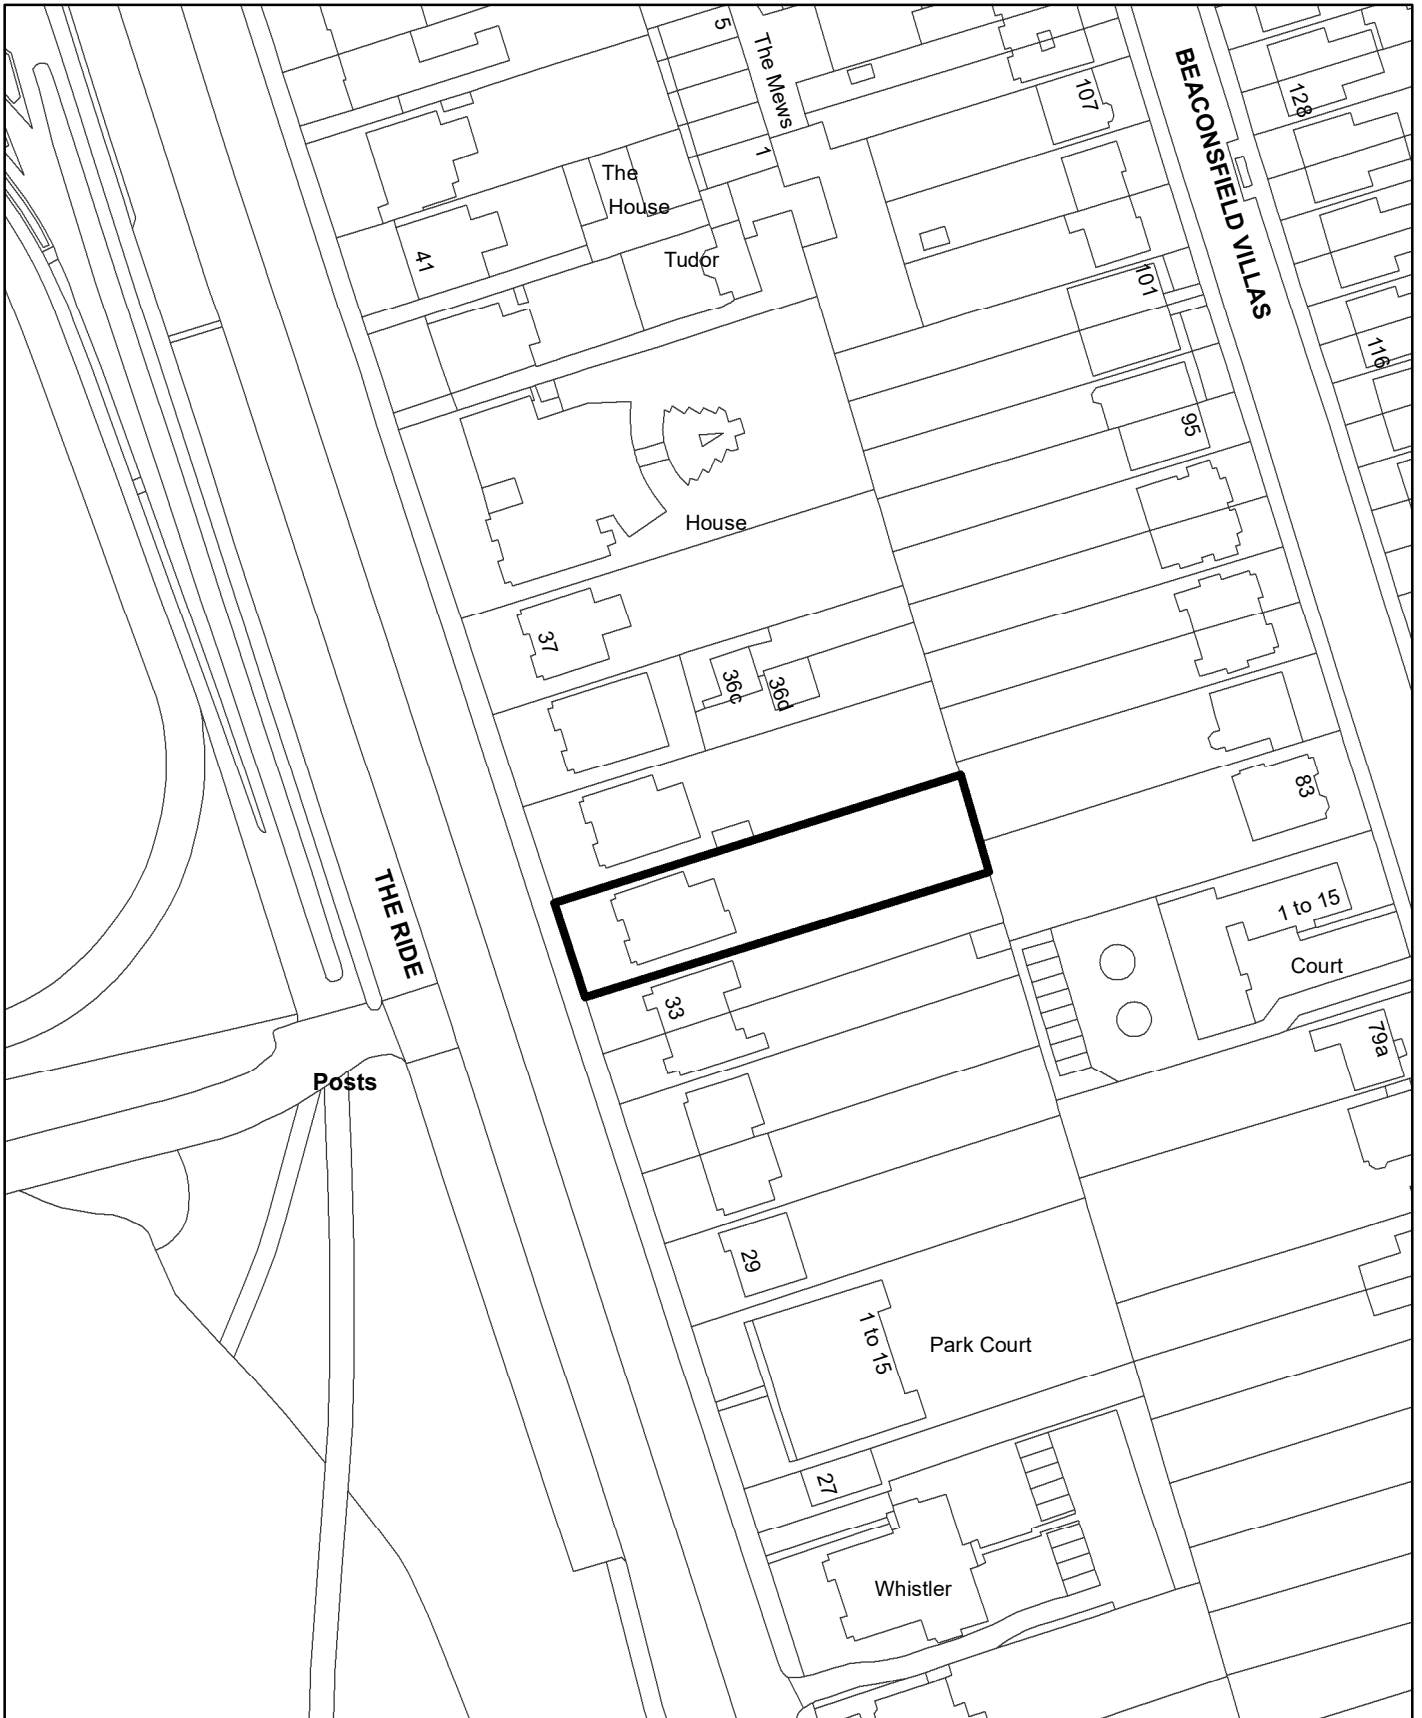 5
The Mews
1
107
BEACONSFIELD VILLAS
128
The
House
41
Tudor
101
116
95
House
37
36c
36d
83
THE RIDE
1 to 15
Court
33
79a
Posts
29
1 to 15
Park Court
27
Whistler